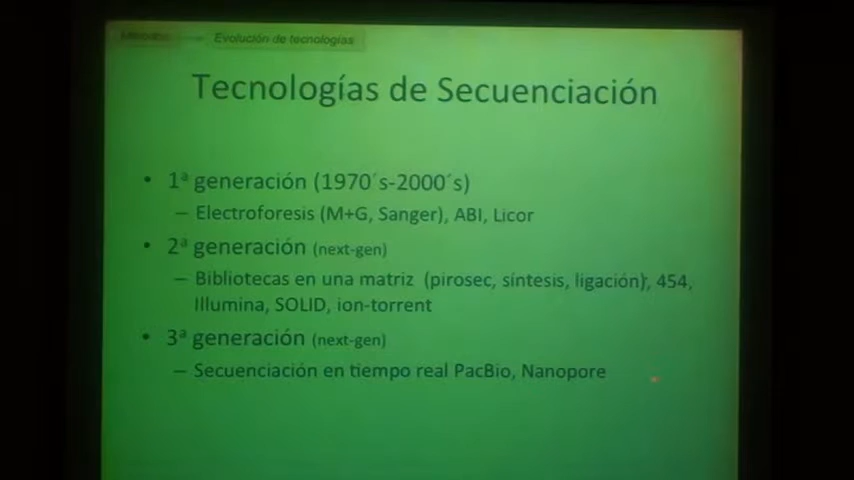 Evolución de tecnologías
Tecnologías de Secuenciación
• 1ª generación (1970´s-2000´s)
– Electroforesis (M+G, Sanger), ABI, Licor
• 2ª generación (next-gen)
– Bibliotecas en una matriz (pirosec, síntesis, ligación), 454,
Illumina, SOLID, ion-torrent
• 3ª generación (next-gen)
– Secuenciación en tiempo real PacBio, Nanopore